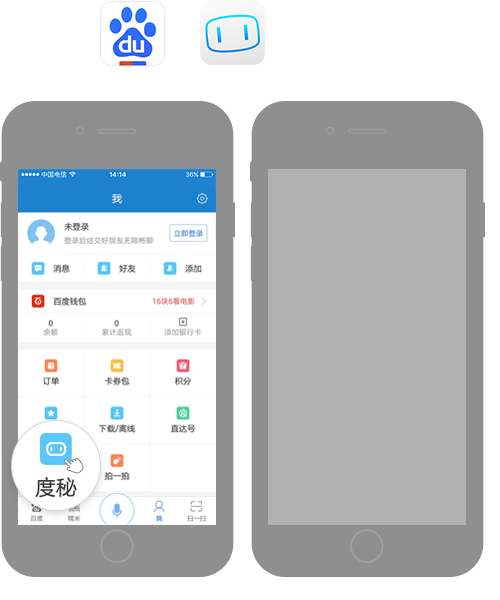 du
中国电信 14:14 36%
我
未登录
登录后结交好朋友无限畅聊
立即登录
消息 好友 添加
百度钱包 16块6看电影
0 0
余额 累计返现 添加银行卡
订单 卡券包 积分
下载/离线 直达号
度秘 拍一拍
百度 糯米 我 扫一扫